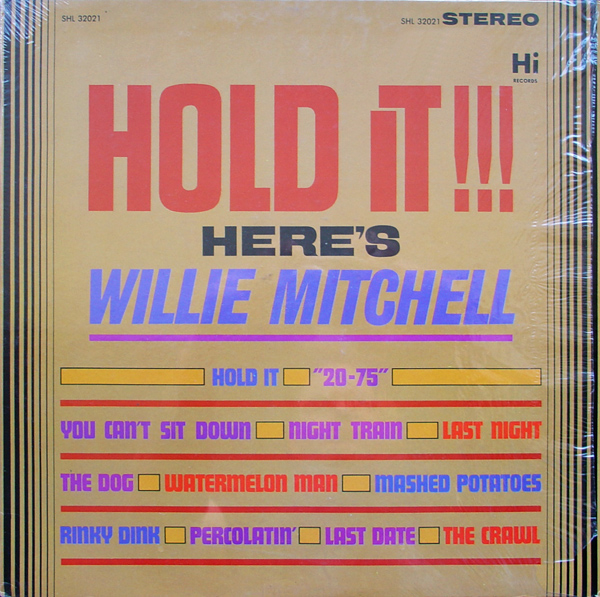 SHL 32021
SHL 32021 STEREO
Hi
RECORDS
HOLD iT!!!
HERE'S
WILLIE MITCHELL
HOLD IT "20-75"
YOU CAN'T SIT DOWN NIGHT TRAIN LAST NIGHT
THE DOG WATERMELON MAN MASHED POTATOES
RINKY DINK PERCOLATIN' LAST DATE THE CRAWL